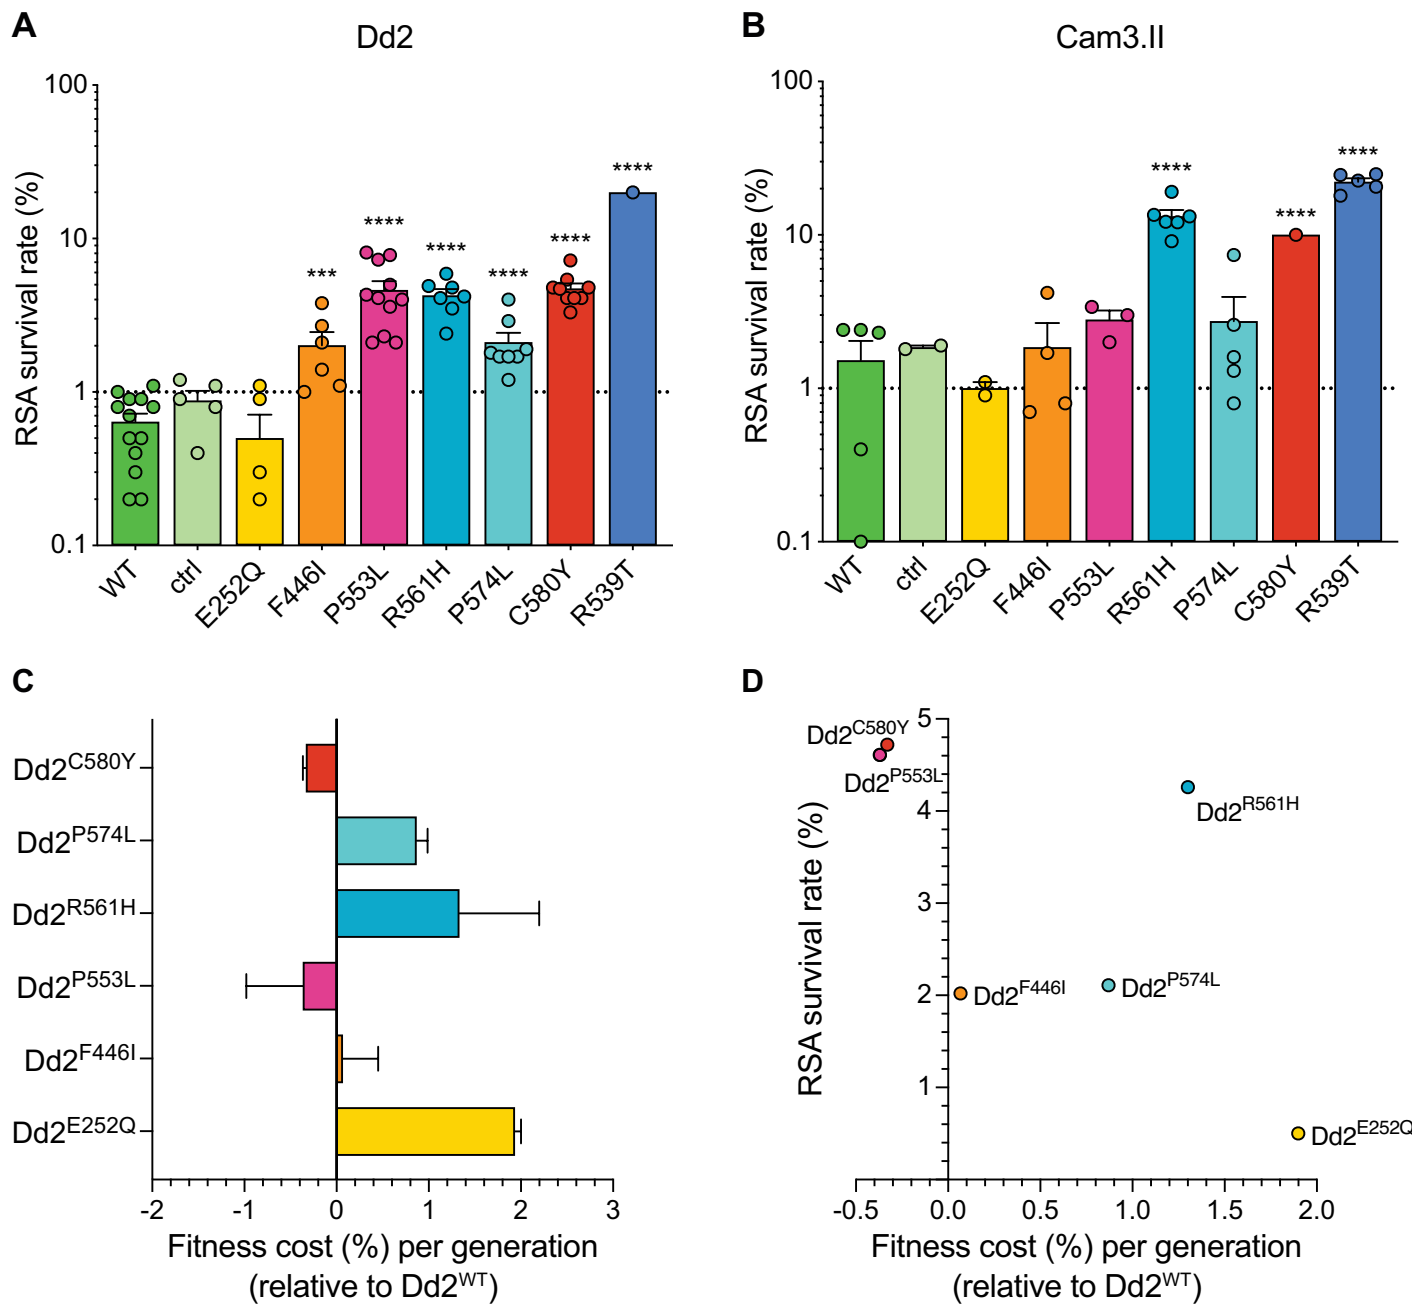 A
Dd2
100
10
1
0.1
RSA survival rate (%)
***
****
****
****
****
****
WT
ctrl
E252Q
F446I
P553L
R561H
P574L
C580Y
R539T
B
Cam3.II
100
10
1
0.1
RSA survival rate (%)
****
****
****
WT
ctrl
E252Q
F446I
P553L
R561H
P574L
C580Y
R539T
C
Dd2C580Y
Dd2P574L
Dd2R561H
Dd2P553L
Dd2F446I
Dd2E252Q
-2 -1 0 1 2 3
Fitness cost (%) per generation
(relative to Dd2WT)
D
5
4
3
2
1
RSA survival rate (%)
Dd2C580Y
Dd2P553L
Dd2R561H
Dd2F446I
Dd2P574L
Dd2E252Q
-0.5 0.0 0.5 1.0 1.5 2.0
Fitness cost (%) per generation
(relative to Dd2WT)